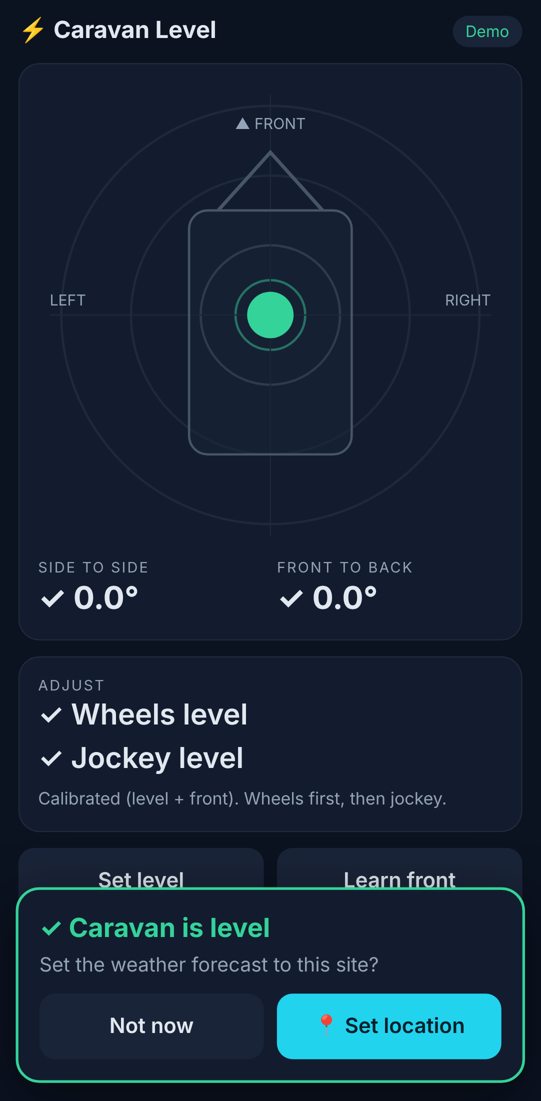 ⚡ Caravan Level
Demo
▲ FRONT
LEFT
RIGHT
SIDE TO SIDE
FRONT TO BACK
✓ 0.0°
✓ 0.0°
ADJUST
✓ Wheels level
✓ Jockey level
Calibrated (level + front). Wheels first, then jockey.
Set level
Learn front
✓ Caravan is level
Set the weather forecast to this site?
Not now
📍 Set location